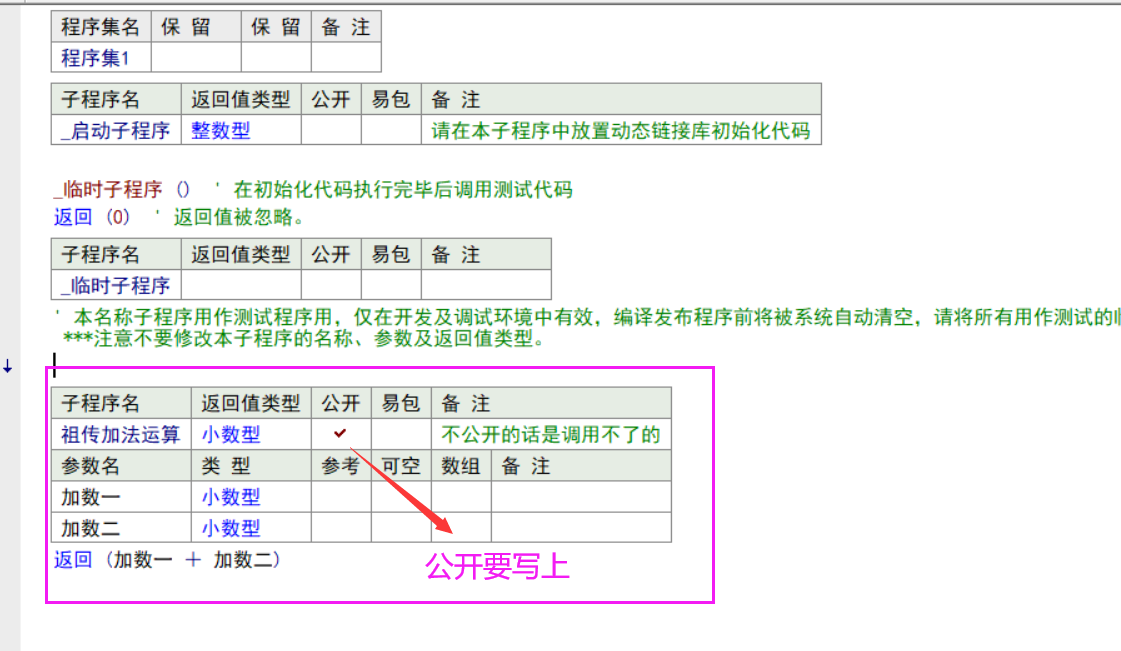 程序集名 保 留 保 留 备 注
程序集1
子程序名 返回值类型 公开 易包 备 注
_启动子程序 整数型 请在本子程序中放置动态链接库初始化代码
_临时子程序 () ' 在初始化代码执行完毕后调用测试代码
返回 (0) ' 返回值被忽略。
子程序名 返回值类型 公开 易包 备 注
_临时子程序
' 本名称子程序用作测试程序用，仅在开发及调试环境中有效，编译发布程序前将被系统自动清空，请将所有用作测试的
***注意不要修改本子程序的名称、参数及返回值类型。
子程序名 返回值类型 公开 易包 备 注
祖传加法运算 小数型 ✓ 不公开的话是调用不了的
参数名 类 型 参考 可空 数组 备 注
加数一 小数型
加数二 小数型
返回 (加数一 ＋ 加数二)
公开要写上